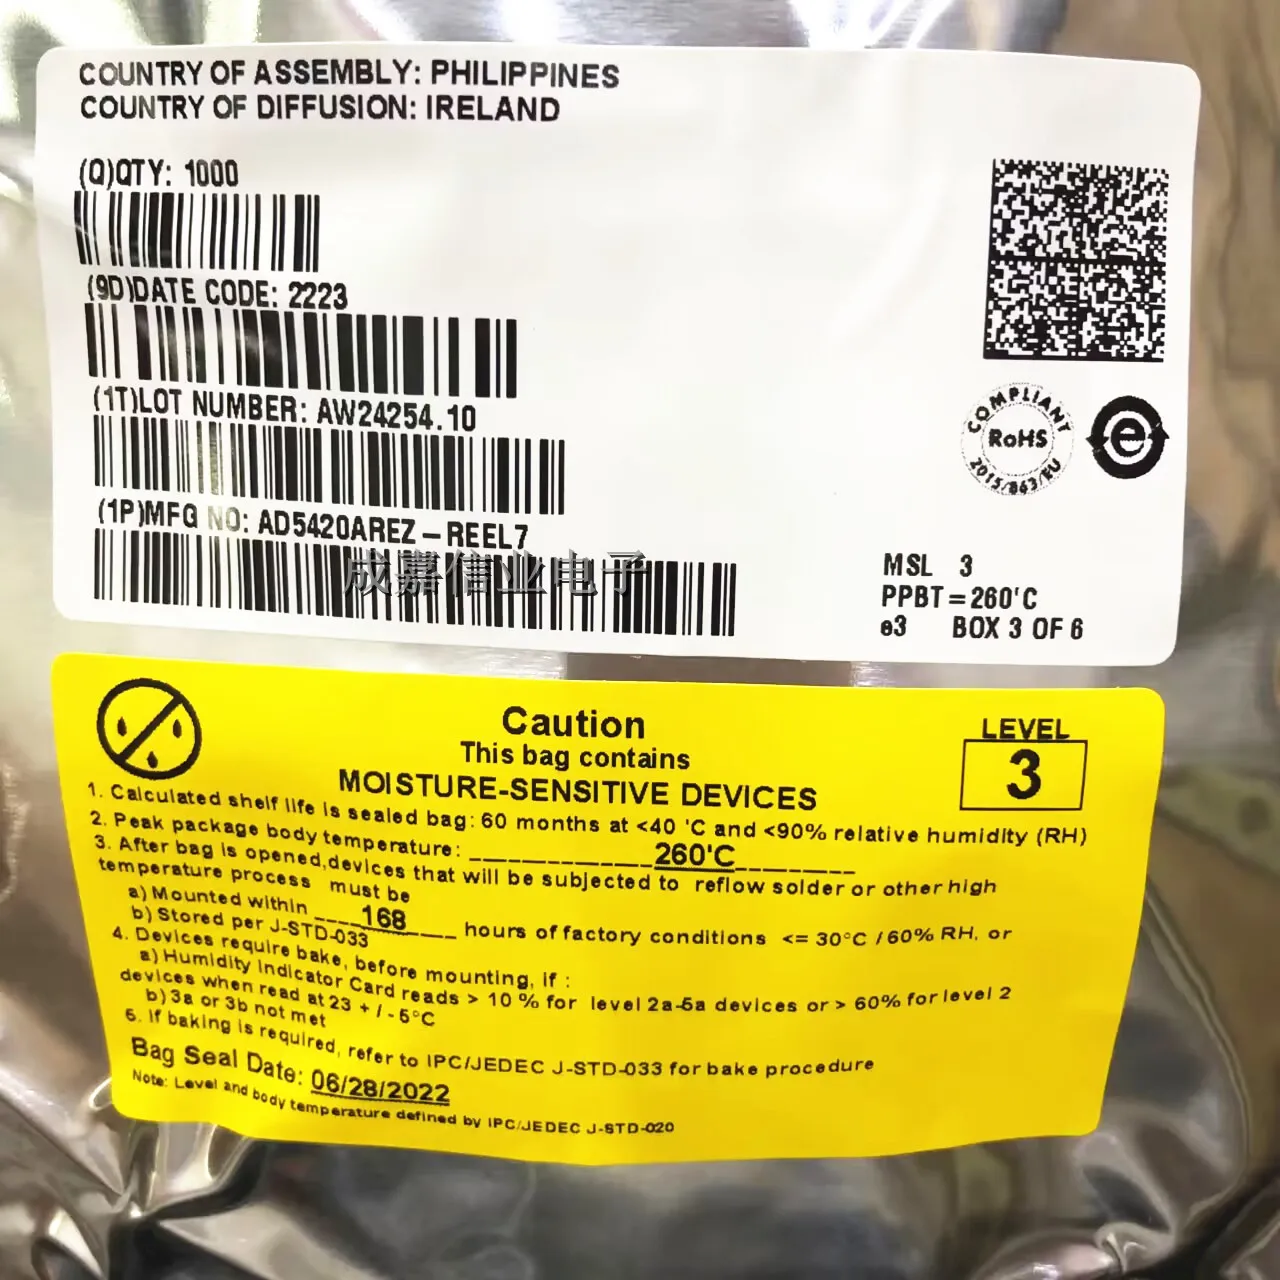 COUNTRY OF ASSEMBLY: PHILIPPINES
COUNTRY OF DIFFUSION: IRELAND
(Q)QTY: 1000
(9D)DATE CODE: 2223
(1T)LOT NUMBER: AW24254.10
(1P)MFG NO: AD5420AREZ-REEL7
成嘉信业电子
COMPLIANT
RoHS
2015/863/EU
e
MSL 3
PPBT=260'C
e3 BOX 3 OF 6
Caution
This bag contains
MOISTURE-SENSITIVE DEVICES
LEVEL
3
1. Calculated shelf life is sealed bag: 60 months at <40 'C and <90% relative humidity (RH)
2. Peak package body temperature: 260'C
3. After bag is opened,devices that will be subjected to reflow solder or other high
temperature process must be
a) Mounted within 168 hours of factory conditions <= 30°C /60% RH, or
b) Stored per J-STD-033
4. Devices require bake, before mounting, if :
a) Humidity Indicator Card reads > 10 % for level 2a-5a devices or > 60% for level 2
devices when read at 23 + / - 5°C
b) 3a or 3b not met
5. If baking is required, refer to IPC/JEDEC J-STD-033 for bake procedure
Bag Seal Date: 06/28/2022
Note: Level and body temperature defined by IPC/JEDEC J-STD-020